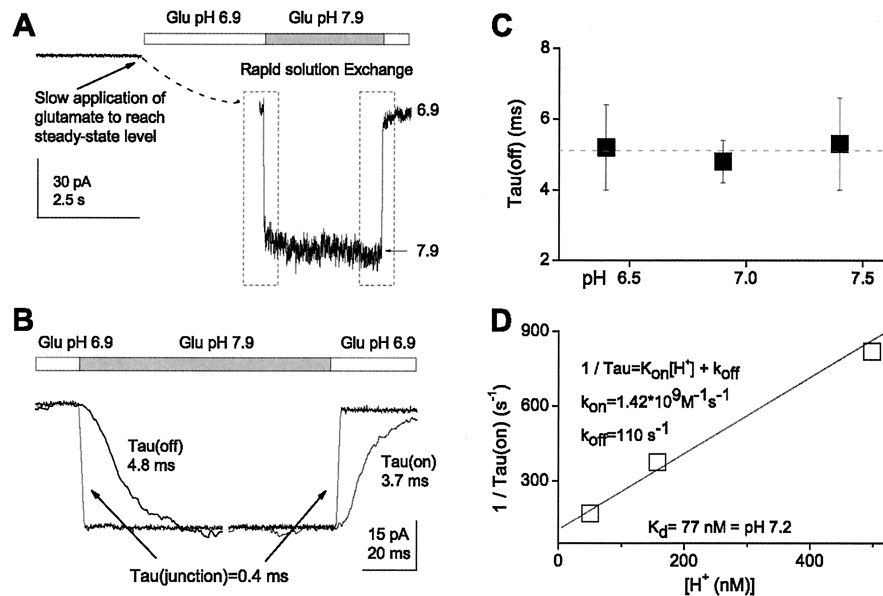 A
Glu pH 6.9
Glu pH 7.9
Rapid solution Exchange
Slow application of
glutamate to reach
steady-state level
6.9
30 pA
2.5 s
7.9
B
Glu pH 6.9
Glu pH 7.9
Glu pH 6.9
Tau(off)
4.8 ms
Tau(on)
3.7 ms
15 pA
20 ms
Tau(junction)=0.4 ms
C
Tau(off) (ms)
8
6
4
2
pH 6.5
7.0
7.5
D
1 / Tau(on) (s-1)
900
600
300
1 / Tau=Kon[H+] + koff
kon=1.42*109M-1s-1
koff=110 s-1
Kd= 77 nM = pH 7.2
0
200
400
[H+ (nM)]